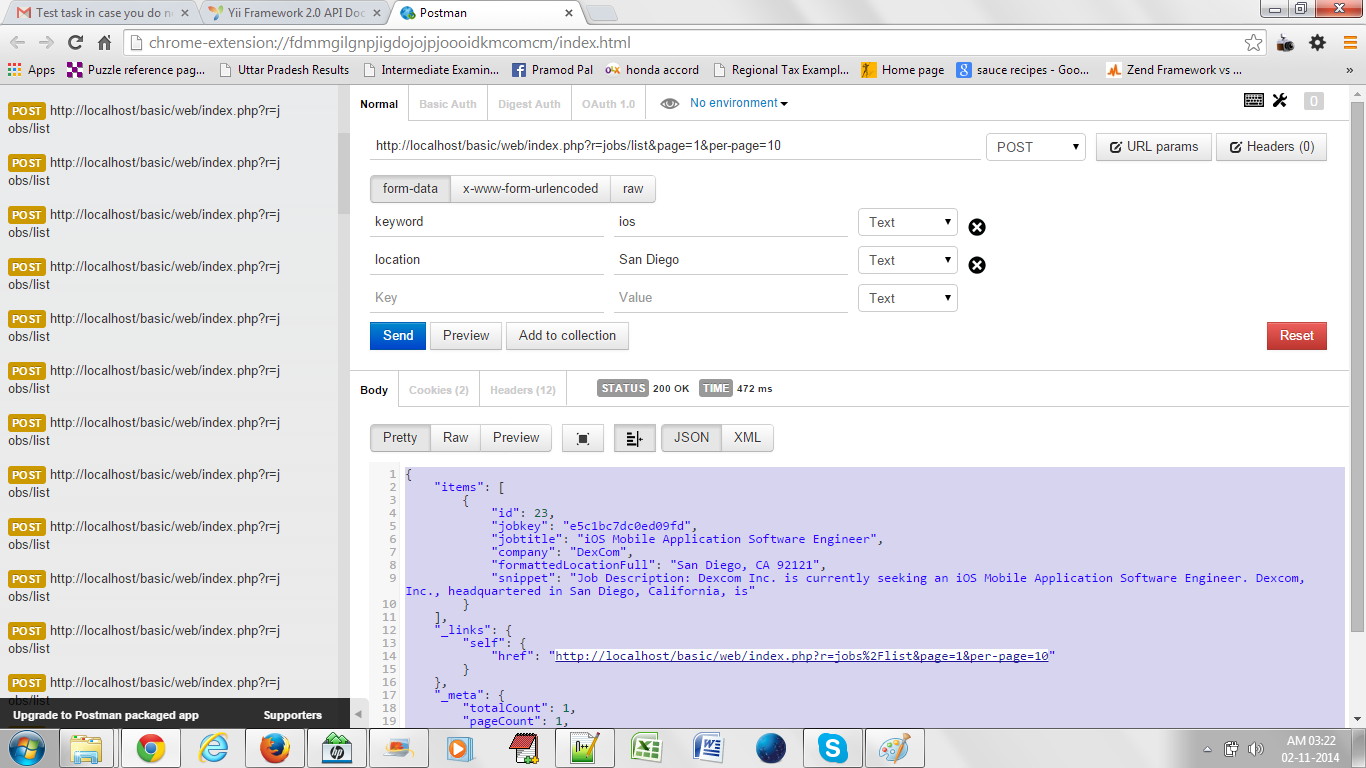 Test task in case you do n
Yii Framework 2.0 API Doc
Postman
chrome-extension://fdmmgilgnpjigdojojpjoooidkmcomcm/index.html
Apps
Puzzle reference pag...
Uttar Pradesh Results
Intermediate Examin...
Pramod Pal
honda accord
Regional Tax Exampl...
Home page
sauce recipes - Goo...
Zend Framework vs ...
»
POST http://localhost/basic/web/index.php?r=j
obs/list
POST http://localhost/basic/web/index.php?r=j
obs/list
POST http://localhost/basic/web/index.php?r=j
obs/list
POST http://localhost/basic/web/index.php?r=j
obs/list
POST http://localhost/basic/web/index.php?r=j
obs/list
POST http://localhost/basic/web/index.php?r=j
obs/list
POST http://localhost/basic/web/index.php?r=j
obs/list
POST http://localhost/basic/web/index.php?r=j
obs/list
POST http://localhost/basic/web/index.php?r=j
obs/list
POST http://localhost/basic/web/index.php?r=j
obs/list
POST http://localhost/basic/web/index.php?r=j
obs/list
POST http://localhost/basic/web/index.php?r=j
obs/list
Upgrade to Postman packaged app
Supporters
Normal
Basic Auth
Digest Auth
OAuth 1.0
No environment
0
http://localhost/basic/web/index.php?r=jobs/list&page=1&per-page=10
POST
URL params
Headers (0)
form-data
x-www-form-urlencoded
raw
keyword
ios
Text
location
San Diego
Text
Key
Value
Text
Send
Preview
Add to collection
Reset
Body
Cookies (2)
Headers (12)
STATUS 200 OK
TIME 472 ms
Pretty
Raw
Preview
JSON
XML
1 {
2 "items": [
3 {
4 "id": 23,
5 "jobkey": "e5c1bc7dc0ed09fd",
6 "jobtitle": "iOS Mobile Application Software Engineer",
7 "company": "DexCom",
8 "formattedLocationFull": "San Diego, CA 92121",
9 "snippet": "Job Description: Dexcom Inc. is currently seeking an iOS Mobile Application Software Engineer. Dexcom,
Inc., headquartered in San Diego, California, is"
10 }
11 ],
12 "_links": {
13 "self": {
14 "href": "http://localhost/basic/web/index.php?r=jobs%2Flist&page=1&per-page=10"
15 }
16 },
17 "_meta": {
18 "totalCount": 1,
19 "pageCount": 1,
AM 03:22
02-11-2014